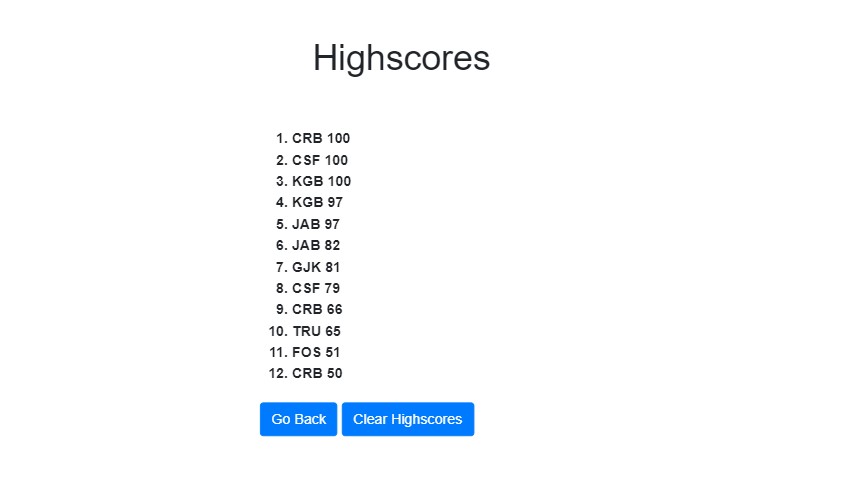 Highscores
1. CRB 100
2. CSF 100
3. KGB 100
4. KGB 97
5. JAB 97
6. JAB 82
7. GJK 81
8. CSF 79
9. CRB 66
10. TRU 65
11. FOS 51
12. CRB 50
Go Back Clear Highscores